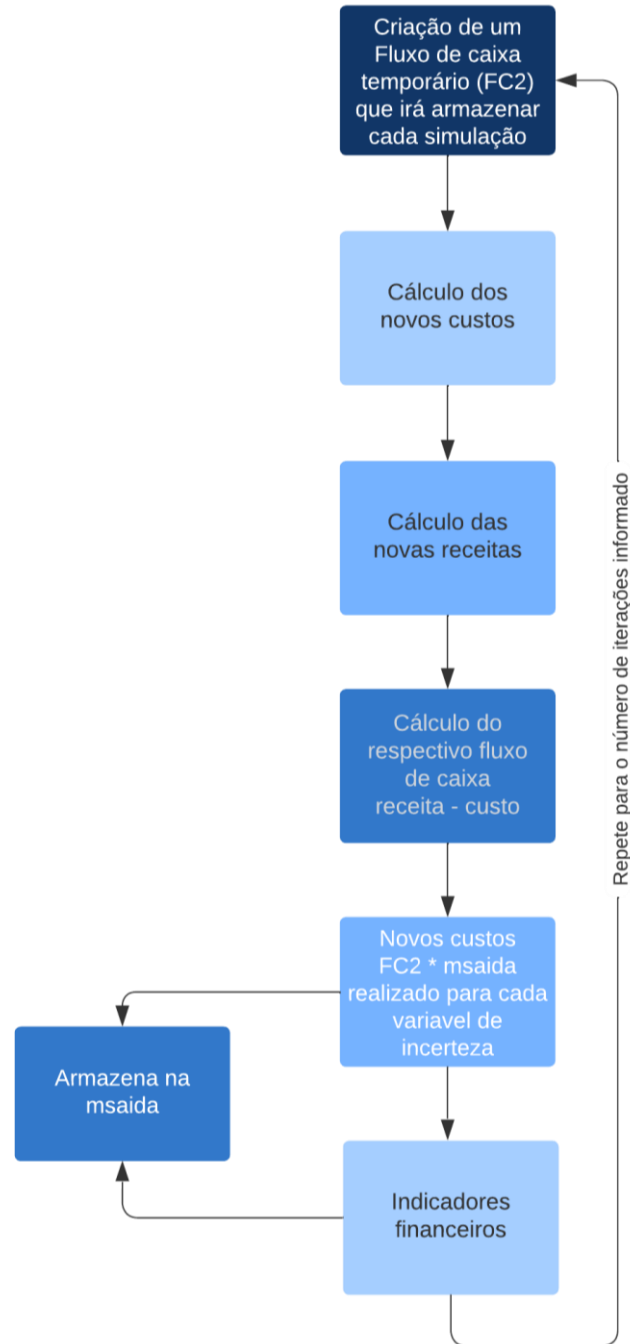 Criação de um
Fluxo de caixa
temporário (FC2)
que irá armazenar
cada simulação
Cálculo dos
novos custos
Cálculo das
novas receitas
Cálculo do
respectivo fluxo
de caixa
receita - custo
Novos custos
FC2 * msaida
realizado para cada
variavel de
incerteza
Armazena na
msaida
Indicadores
financeiros
Repete para o número de iterações informado